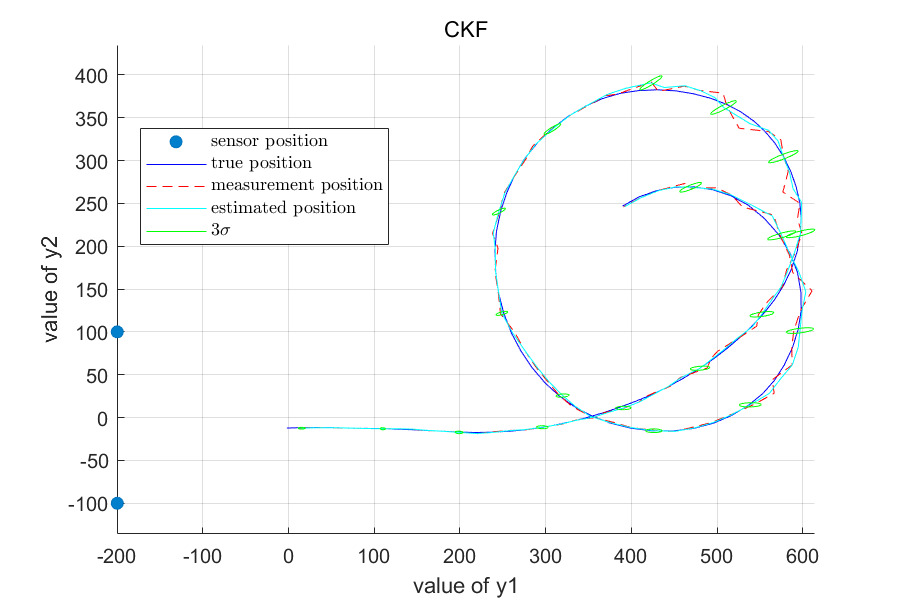 CKF
400
350
300
250
200
150
100
50
0
-50
-100
value of y2
sensor position
true position
measurement position
estimated position
3σ
-200 -100 0 100 200 300 400 500 600
value of y1